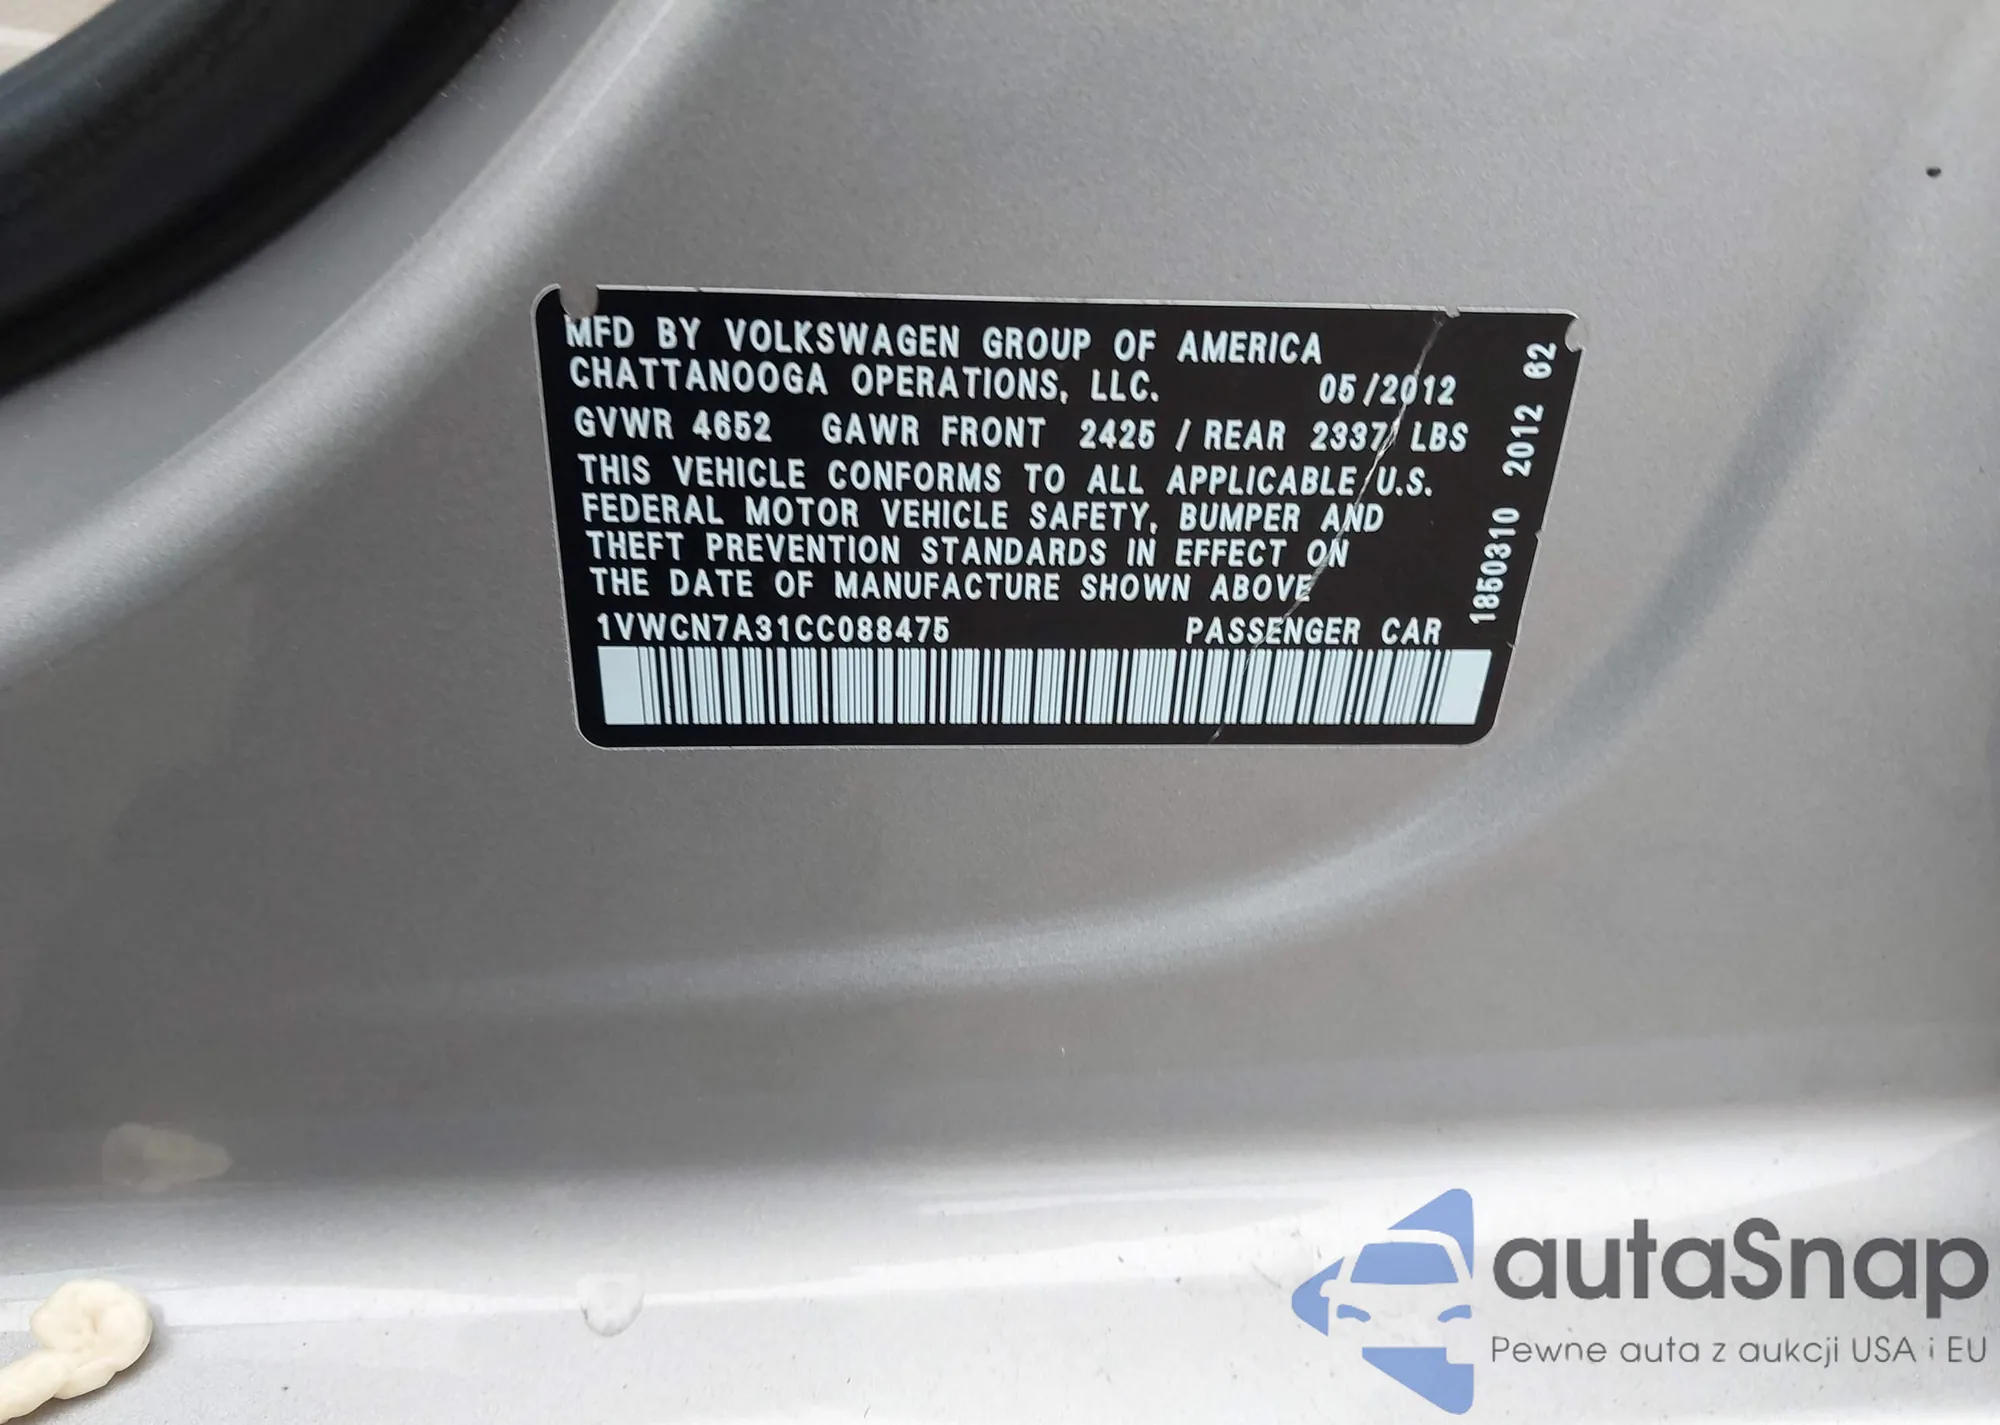 MFD BY VOLKSWAGEN GROUP OF AMERICA
CHATTANOOGA OPERATIONS, LLC. 05/2012
GVWR 4652 GAWR FRONT 2425 / REAR 2337 LBS
THIS VEHICLE CONFORMS TO ALL APPLICABLE U.S.
FEDERAL MOTOR VEHICLE SAFETY, BUMPER AND
THEFT PREVENTION STANDARDS IN EFFECT ON
THE DATE OF MANUFACTURE SHOWN ABOVE
1VWCN7A31CC088475 PASSENGER CAR
1850310 2012 62
autaSnap
Pewne auta z aukcji USA i EU